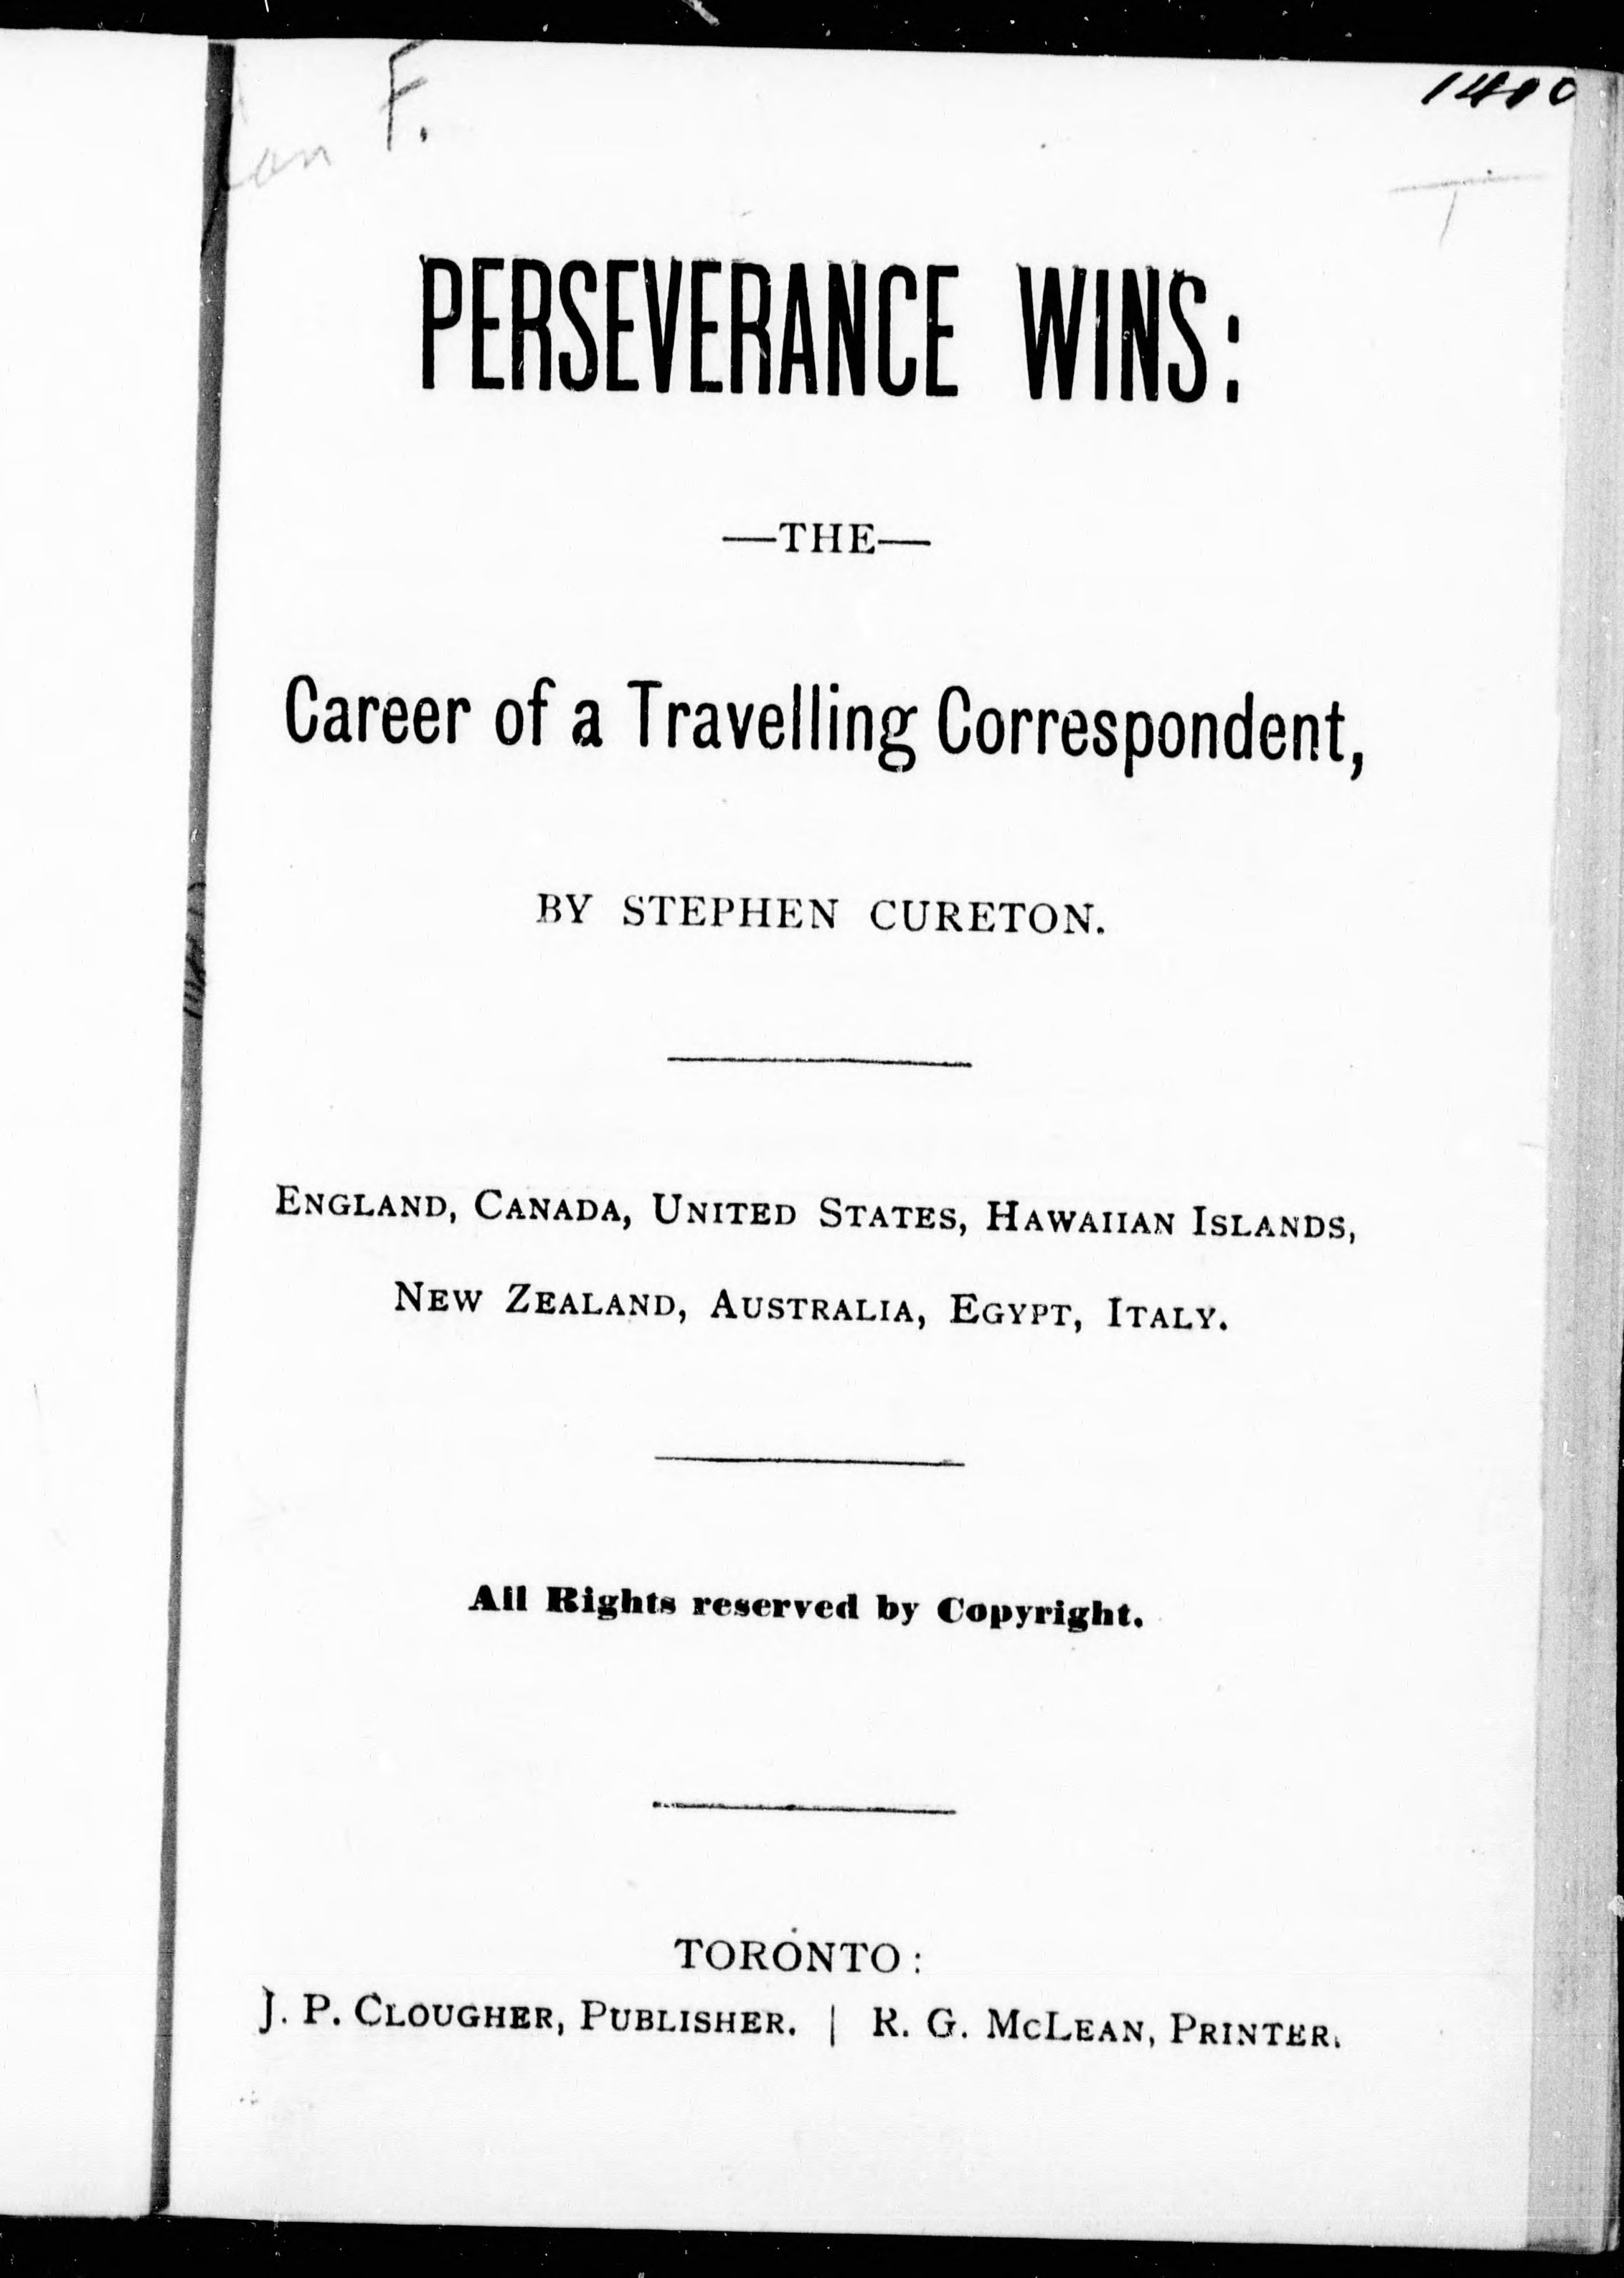 F.
PERSEVERANCE WINS:
—THE—
Career of a Travelling Correspondent,
BY STEPHEN CURETON.
ENGLAND, CANADA, UNITED STATES, HAWAIIAN ISLANDS,
NEW ZEALAND, AUSTRALIA, EGYPT, ITALY.
All Rights reserved by Copyright.
TORONTO:
J. P. CLOUGHER, PUBLISHER. | R. G. MCLEAN, PRINTER.